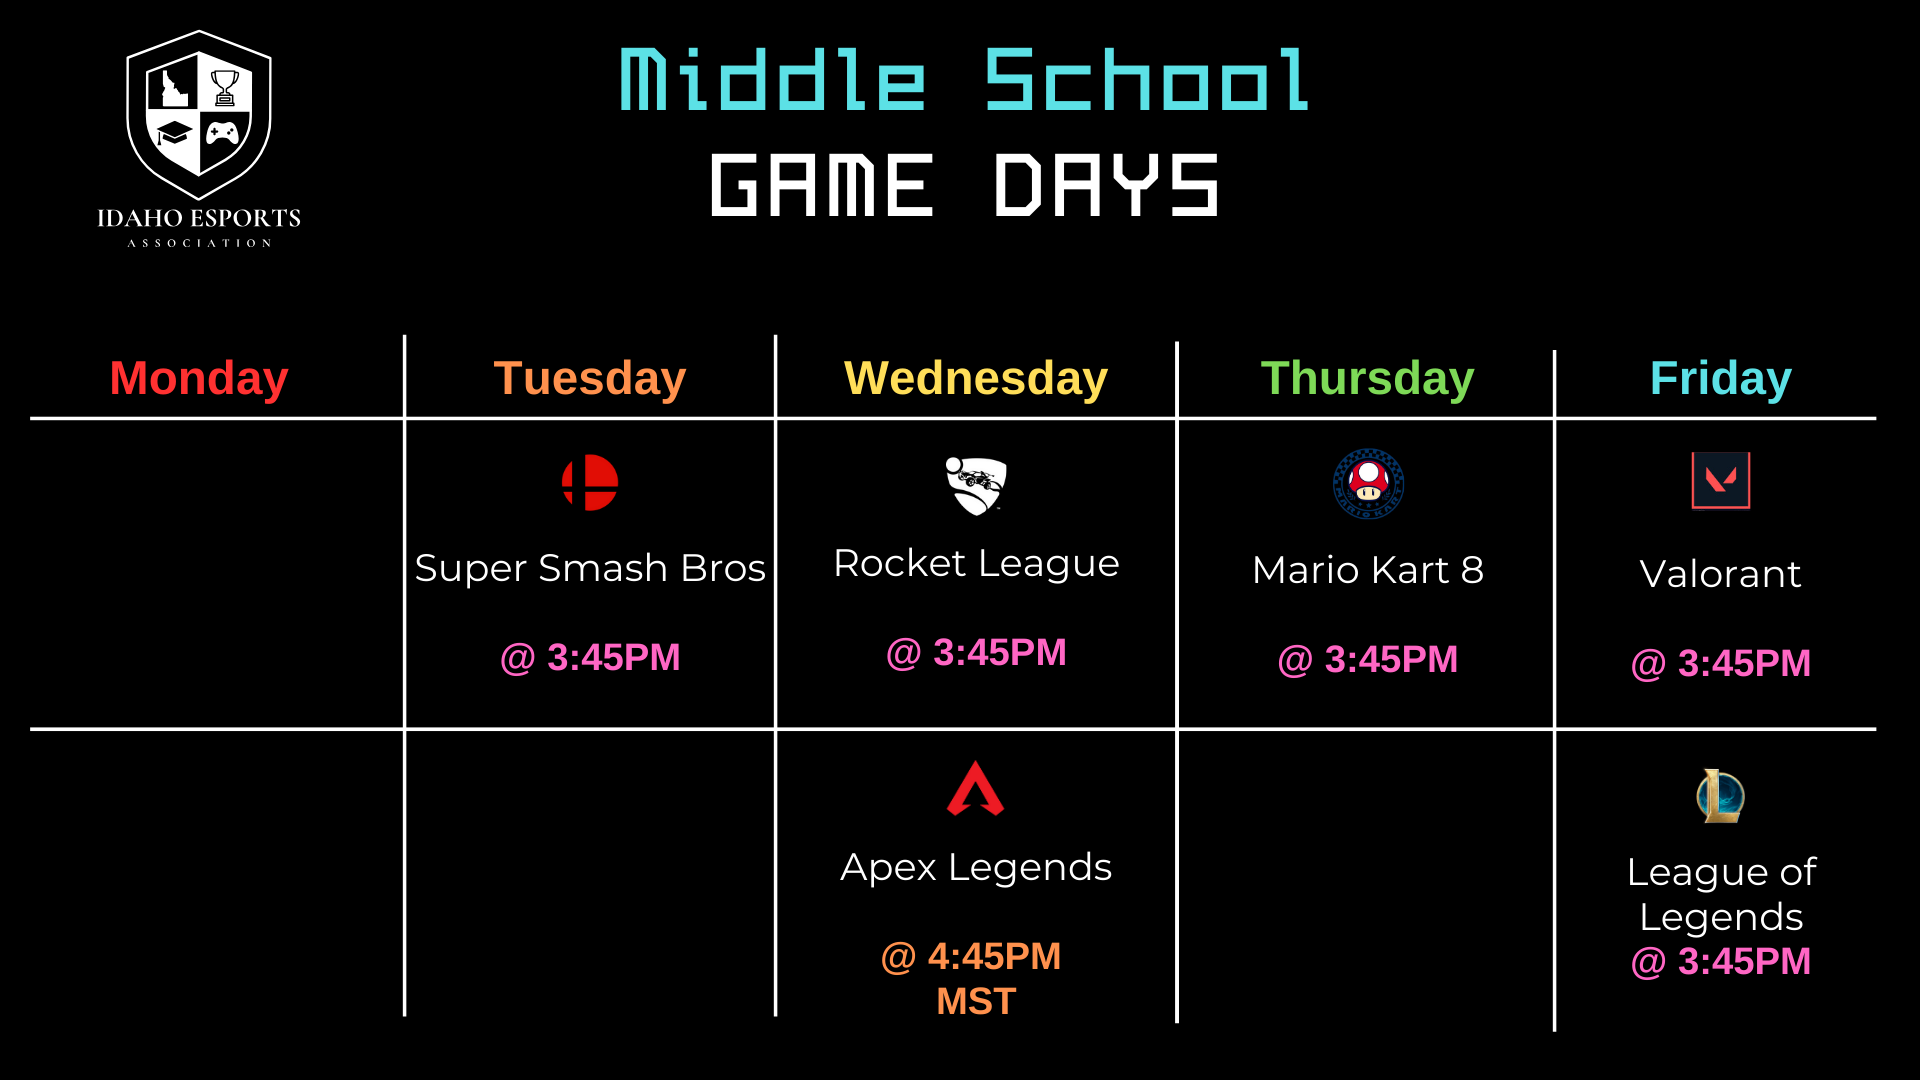 IDAHO ESPORTS
ASSOCIATION
Middle School
GAME DAYS
Monday
Tuesday
Wednesday
Thursday
Friday
Super Smash Bros
@ 3:45PM
Rocket League
@ 3:45PM
MARIO KART
Mario Kart 8
@ 3:45PM
Valorant
@ 3:45PM
Apex Legends
@ 4:45PM
MST
League of
Legends
@ 3:45PM